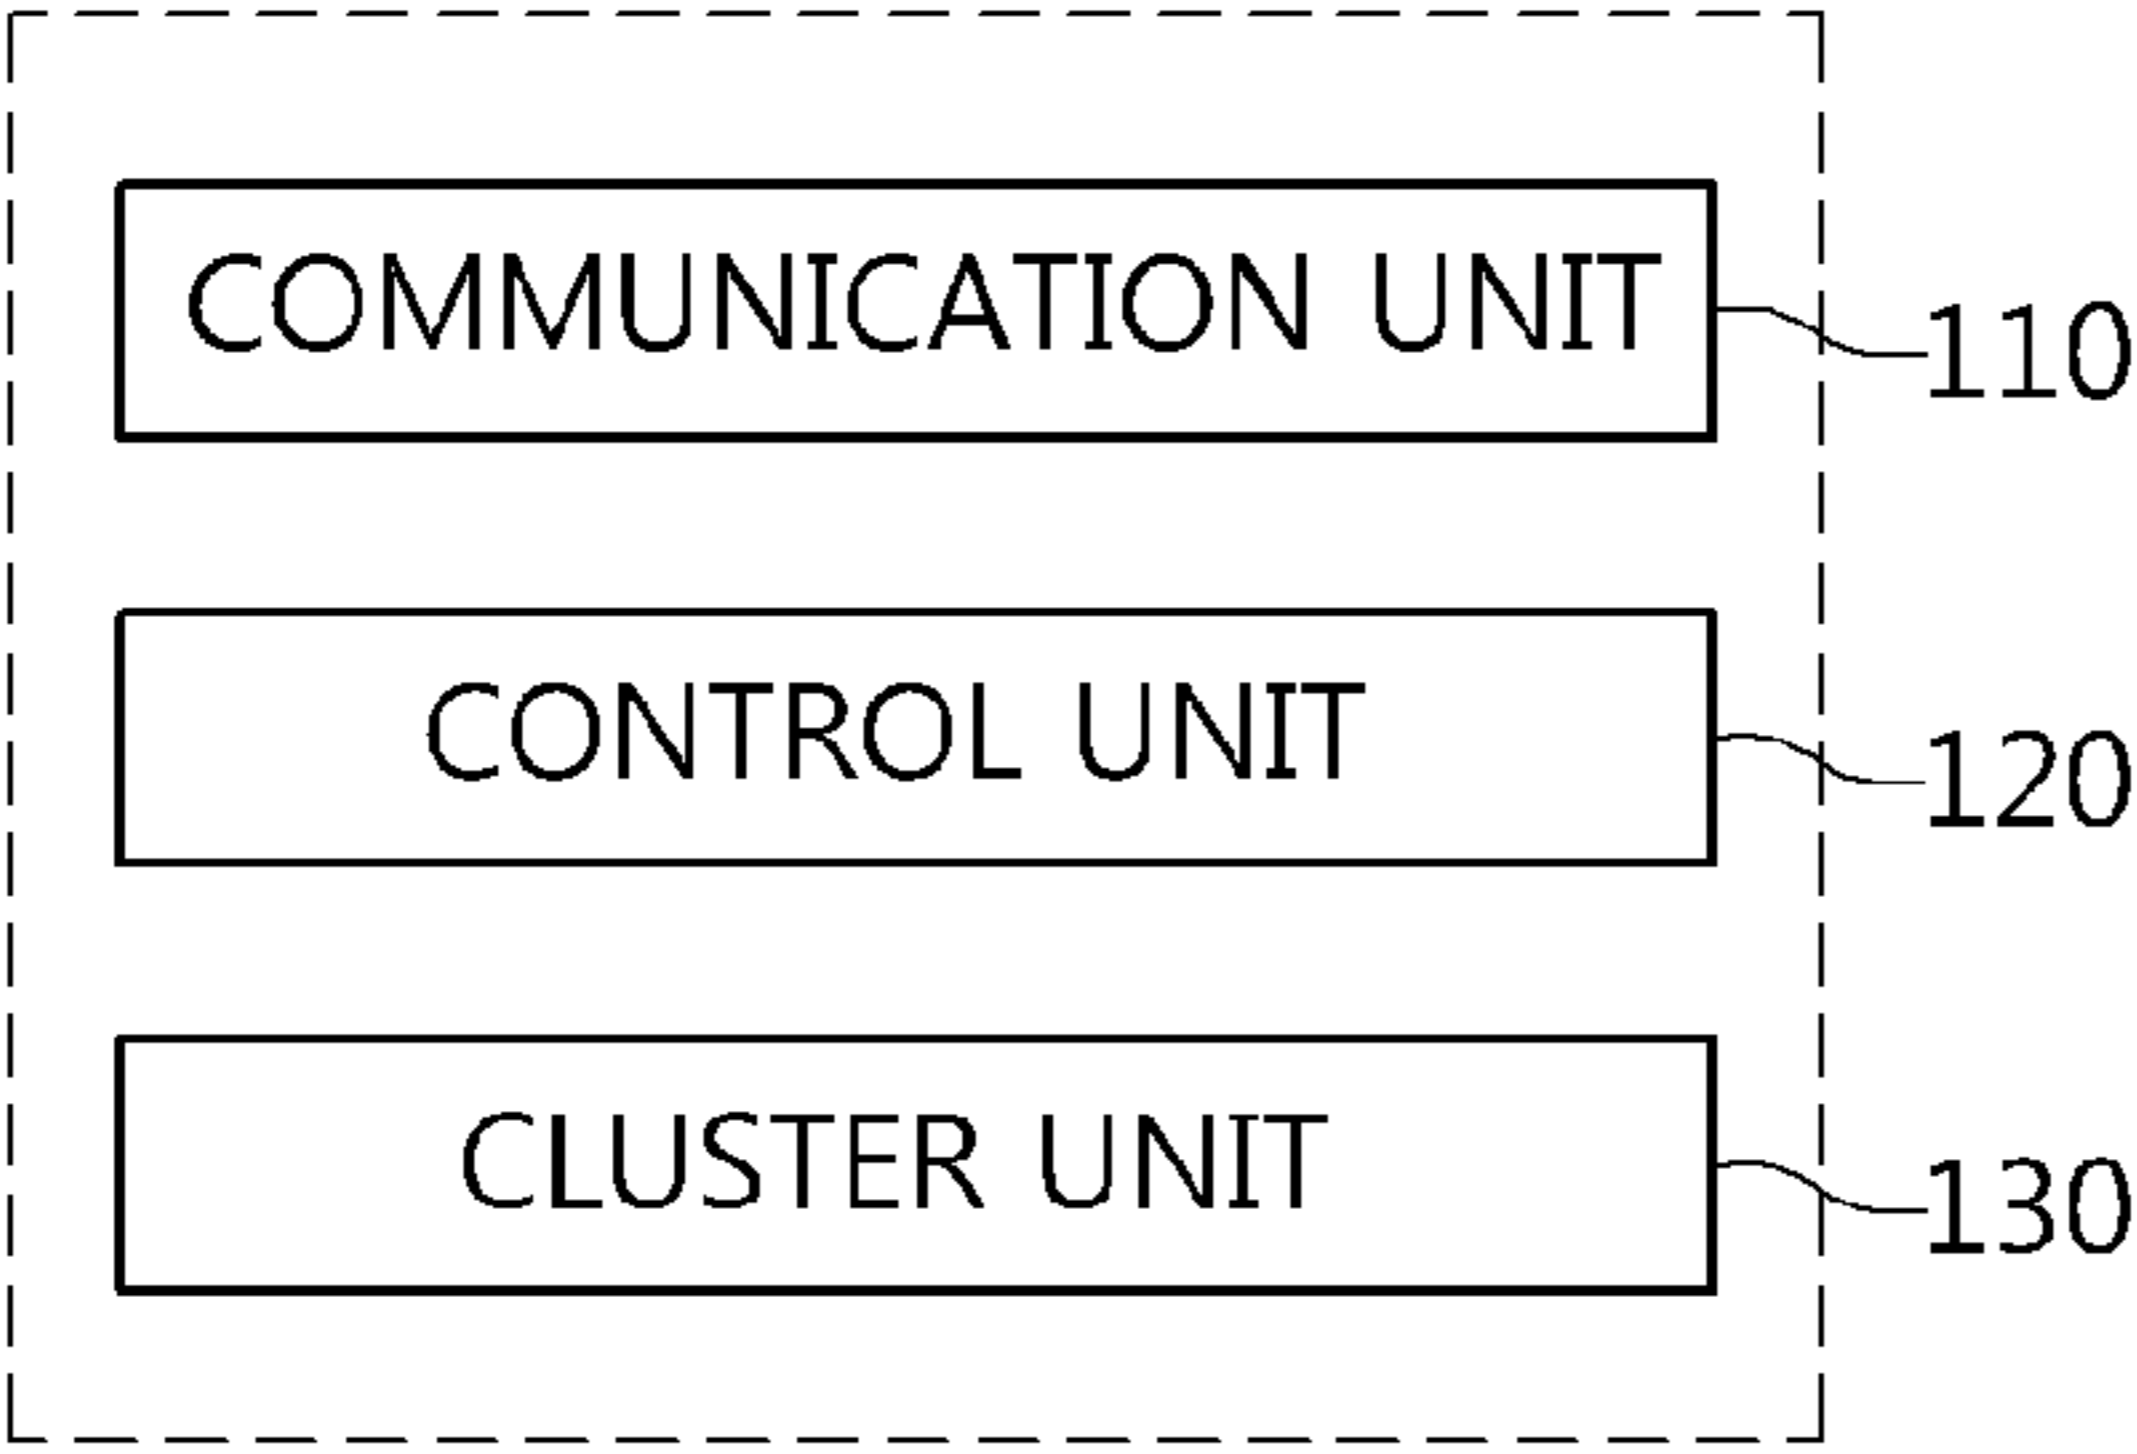 COMMUNICATION UNIT
110
CONTROL UNIT
120
CLUSTER UNIT
130